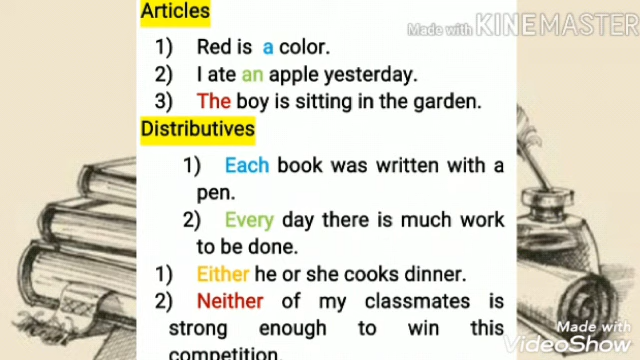 Articles
Made with KINEMASTER
1) Red is a color.
2) I ate an apple yesterday.
3) The boy is sitting in the garden.
Distributives
1) Each book was written with a
pen.
2) Every day there is much work
to be done.
1) Either he or she cooks dinner.
2) Neither of my classmates is
strong enough to win this
competition.
Made with
VideoShow